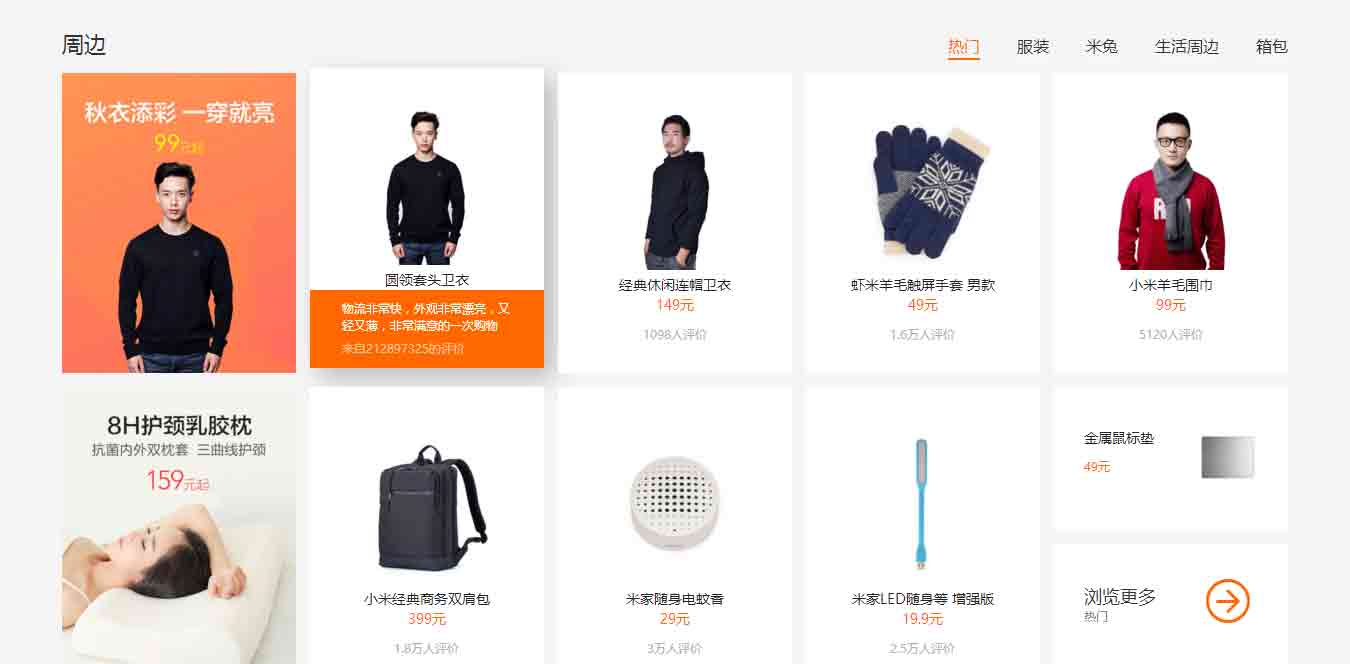 周边
热门 服装 米兔 生活周边 箱包
秋衣添彩 一穿就亮
99元起
圆领套头卫衣
物流非常快，外观非常漂亮，又
轻又薄，非常满意的一次购物
来自212897325的评价
经典休闲连帽卫衣
149元
1098人评价
虾米羊毛触屏手套 男款
49元
1.6万人评价
小米羊毛围巾
99元
5120人评价
8H护颈乳胶枕
抗菌内外双枕套 三曲线护颈
159元起
小米经典商务双肩包
399元
1.8万人评价
米家随身电蚊香
29元
3万人评价
米家LED随身等 增强版
19.9元
2.5万人评价
金属鼠标垫
49元
浏览更多
热门